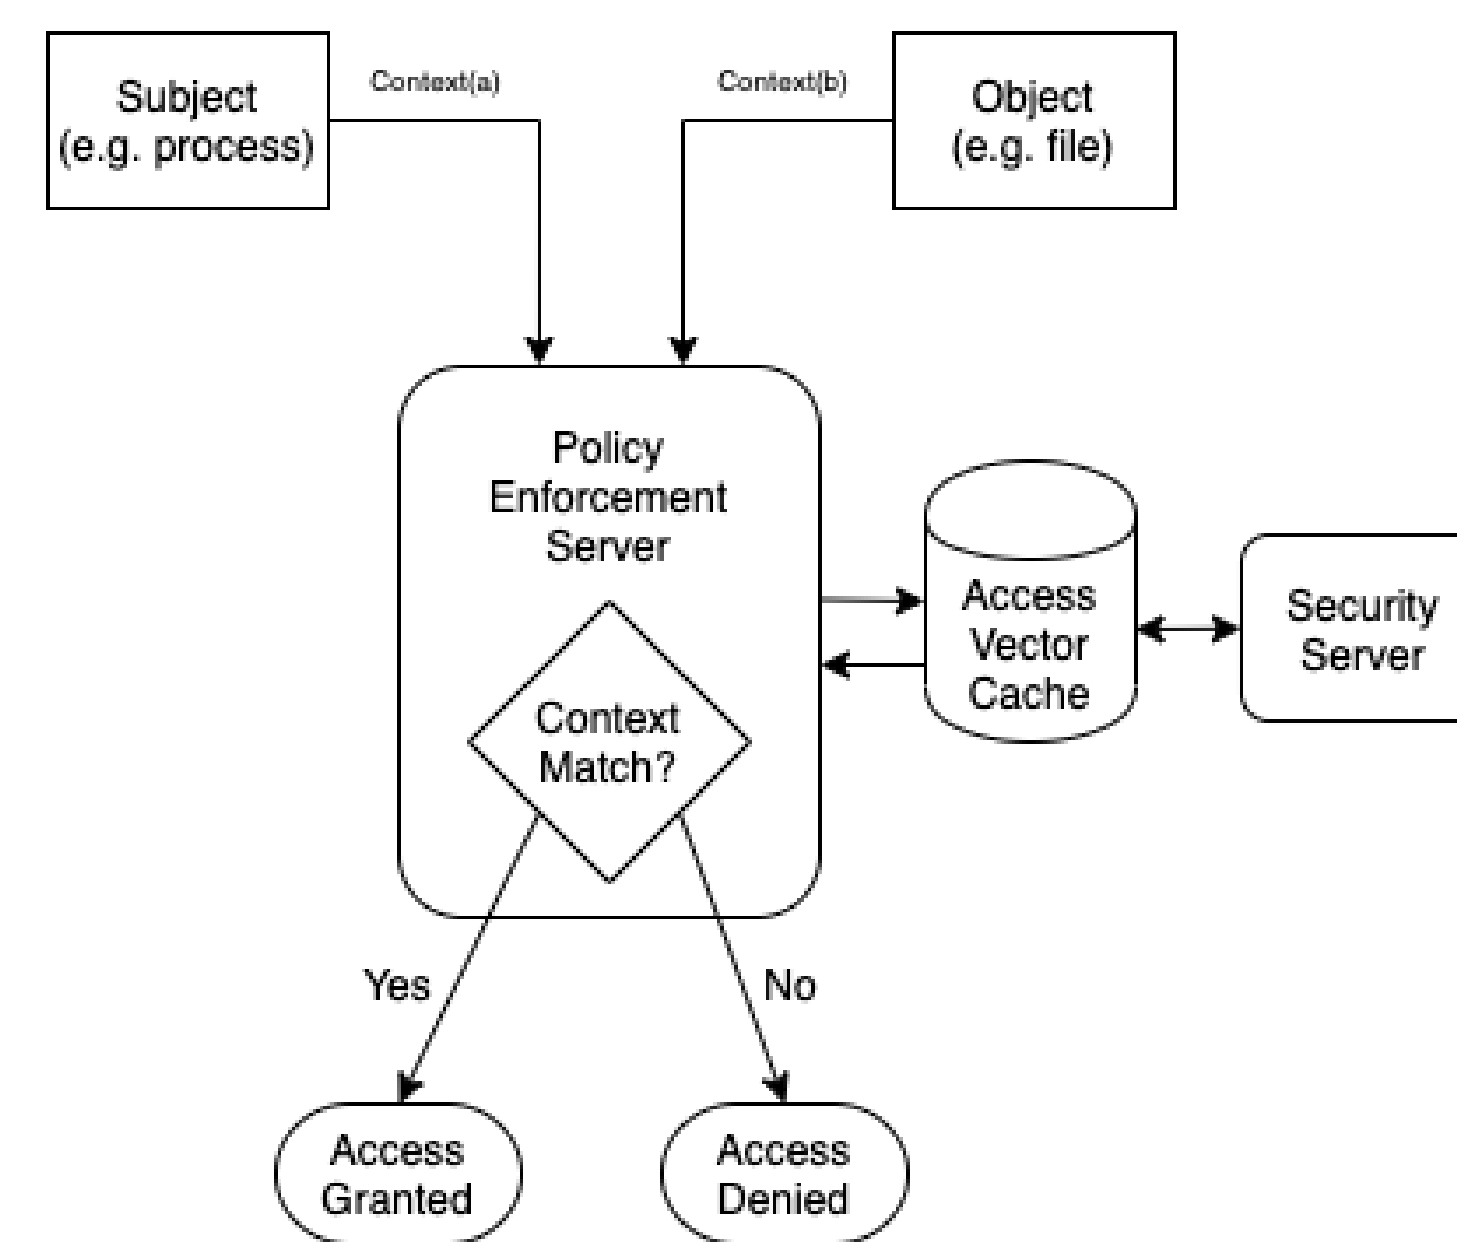 Subject
(e.g. process)
Context(a)
Context(b)
Object
(e.g. file)
Policy
Enforcement
Server
Context
Match?
Access
Vector
Cache
Security
Server
Yes
No
Access
Granted
Access
Denied